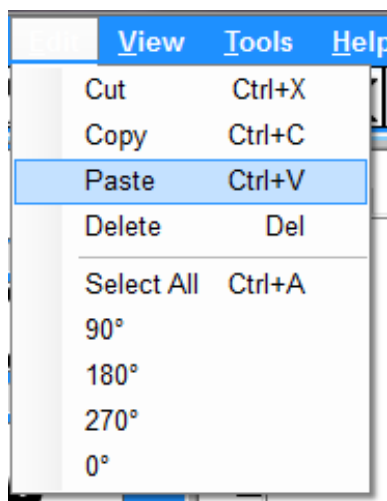 Edit View Tools Help
Cut Ctrl+X
Copy Ctrl+C
Paste Ctrl+V
Delete Del
Select All Ctrl+A
90°
180°
270°
0°